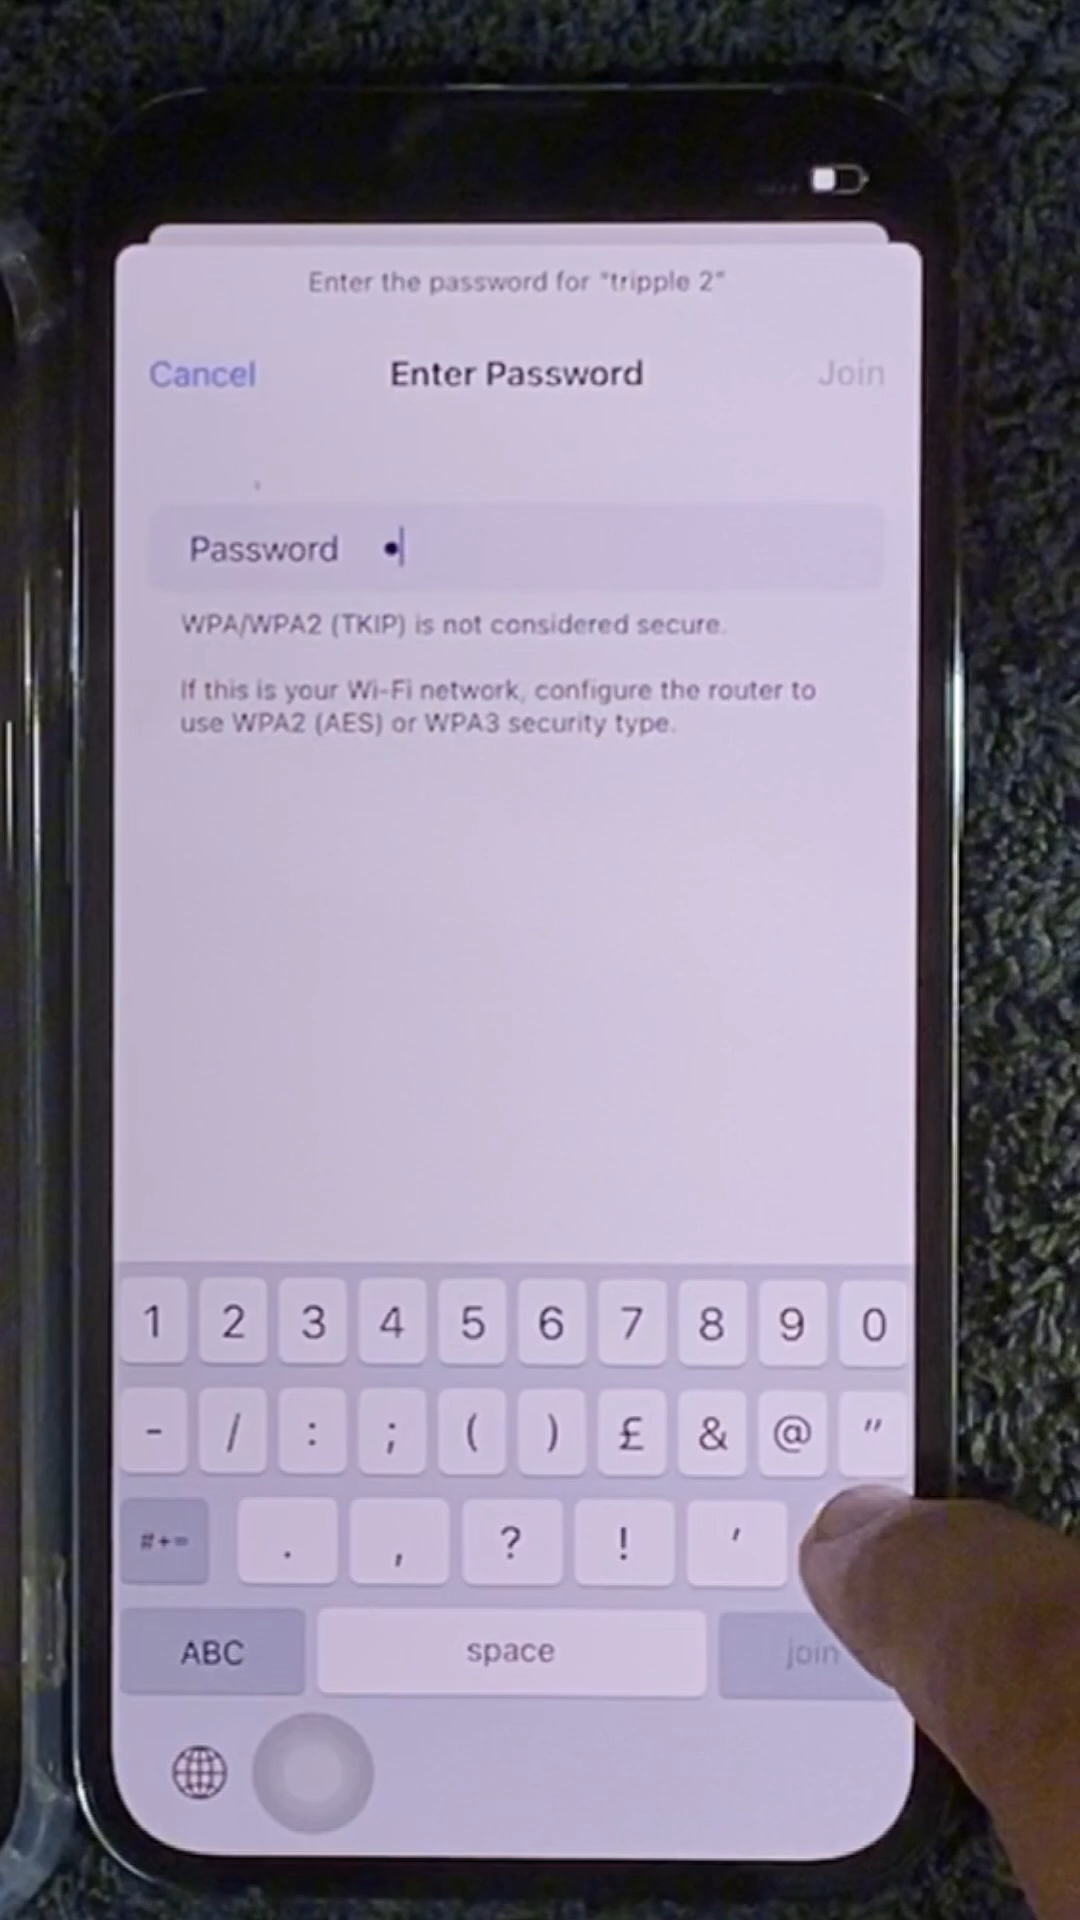 Enter the password for "tripple 2"
Cancel Enter Password Join
Password •
WPA/WPA2 (TKIP) is not considered secure.
If this is your Wi-Fi network, configure the router to
use WPA2 (AES) or WPA3 security type.
1 2 3 4 5 6 7 8 9 0
- / : ; ( ) £ & @ "
#+= . , ? ! '
ABC space join